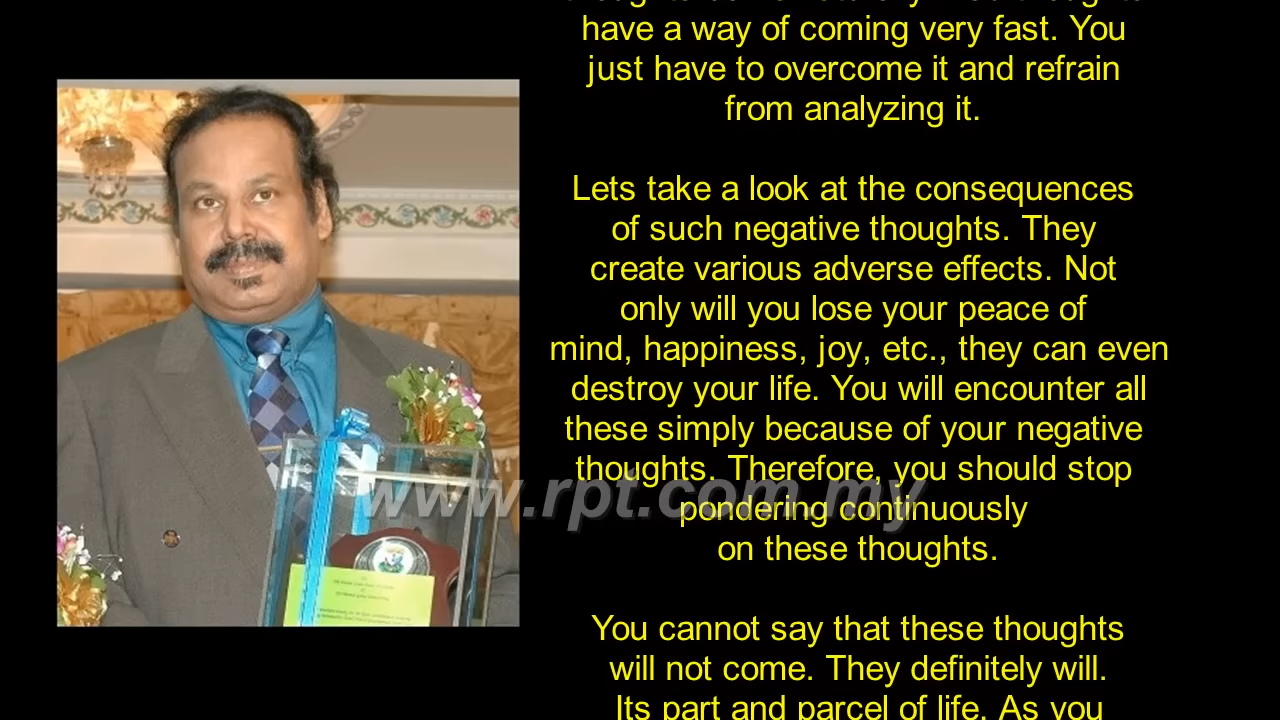 have a way of coming very fast. You
just have to overcome it and refrain
from analyzing it.
Lets take a look at the consequences
of such negative thoughts. They
create various adverse effects. Not
only will you lose your peace of
mind, happiness, joy, etc., they can even
destroy your life. You will encounter all
these simply because of your negative
thoughts. Therefore, you should stop
www.rpt.com.my
pondering continuously
on these thoughts.
You cannot say that these thoughts
will not come. They definitely will.
Its part and parcel of life. As you